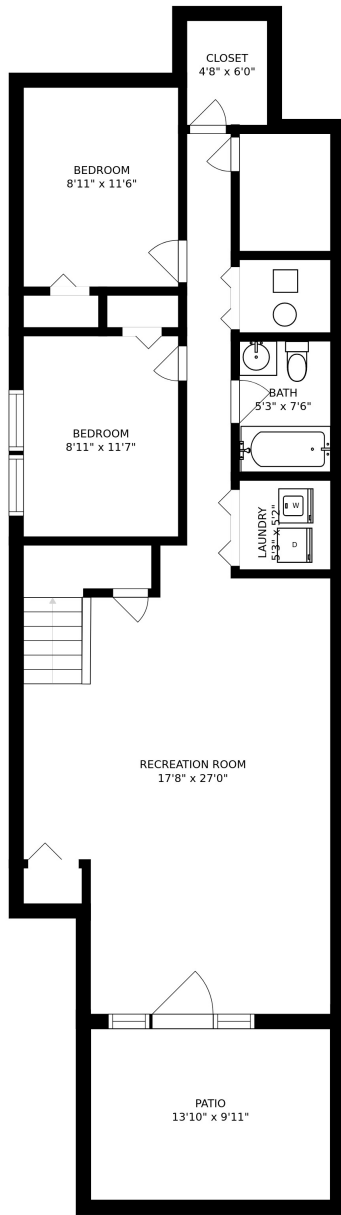 CLOSET
4'8" x 6'0"
BEDROOM
8'11" x 11'6"
BATH
5'3" x 7'6"
BEDROOM
8'11" x 11'7"
LAUNDRY
5'3" x 5'2"
W
D
RECREATION ROOM
17'8" x 27'0"
PATIO
13'10" x 9'11"